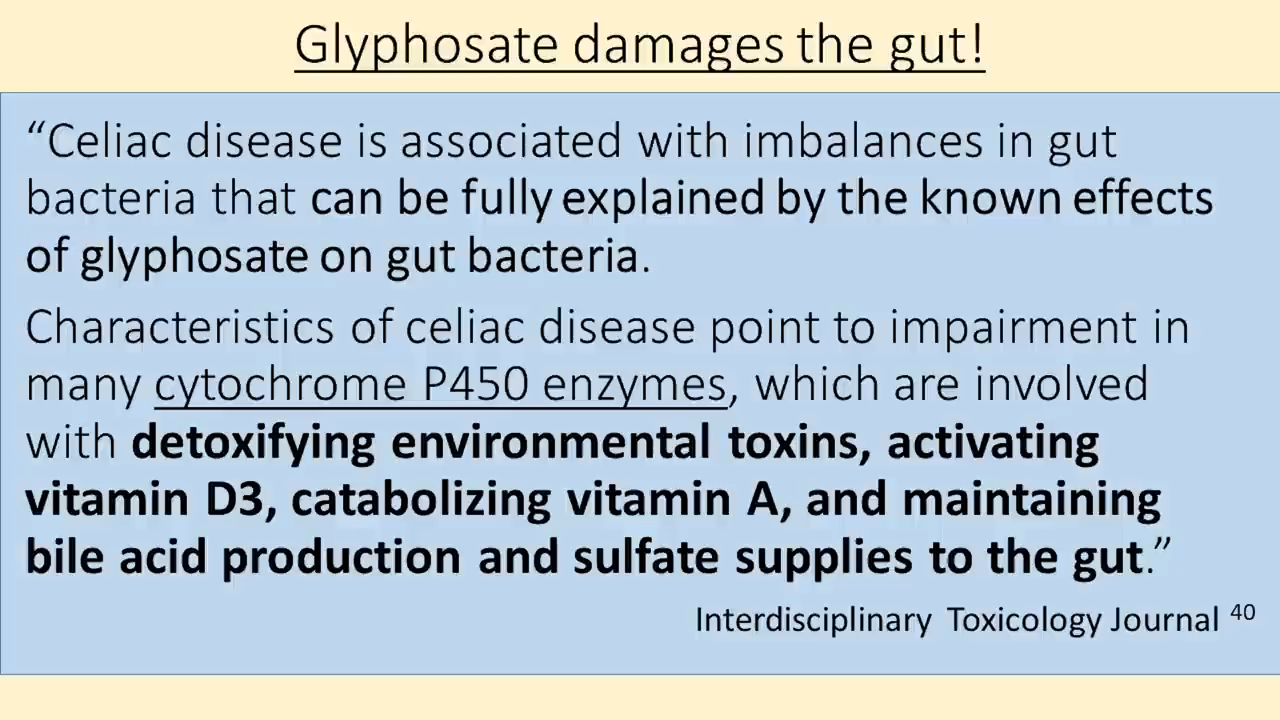 Glyphosate damages the gut!
“Celiac disease is associated with imbalances in gut
bacteria that can be fully explained by the known effects
of glyphosate on gut bacteria.
Characteristics of celiac disease point to impairment in
many cytochrome P450 enzymes, which are involved
with detoxifying environmental toxins, activating
vitamin D3, catabolizing vitamin A, and maintaining
bile acid production and sulfate supplies to the gut.”
Interdisciplinary Toxicology Journal 40